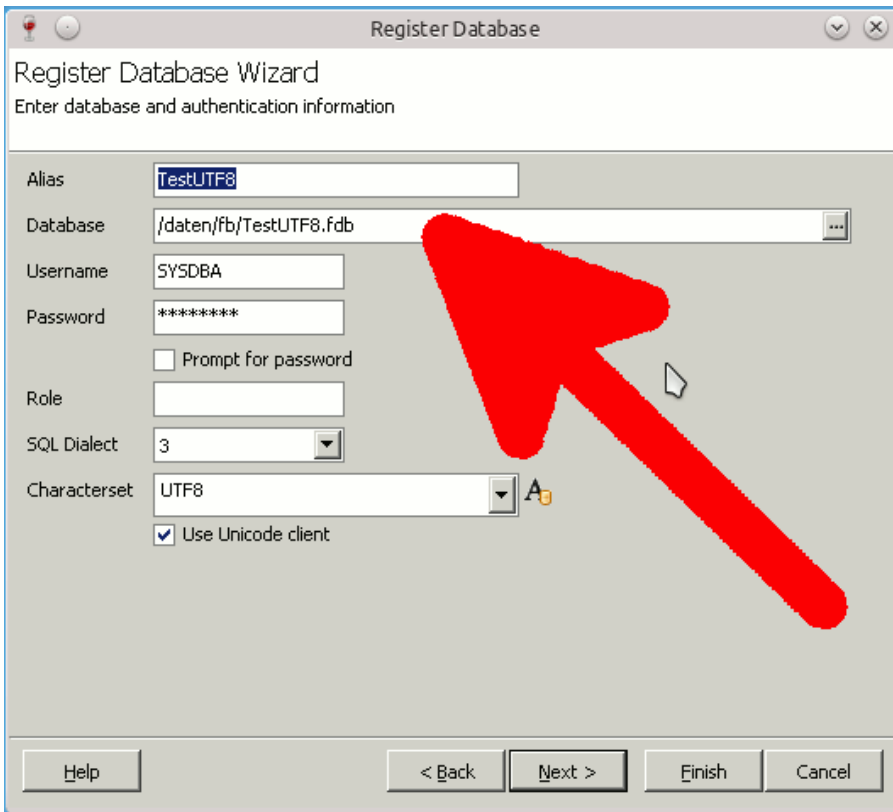 Register Database
Register Database Wizard
Enter database and authentication information
Alias TestUTF8
Database /daten/fb/TestUTF8.fdb ...
Username SYSDBA
Password ********
Prompt for password
Role
SQL Dialect 3
Characterset UTF8 A
Use Unicode client
Help < Back Next > Finish Cancel